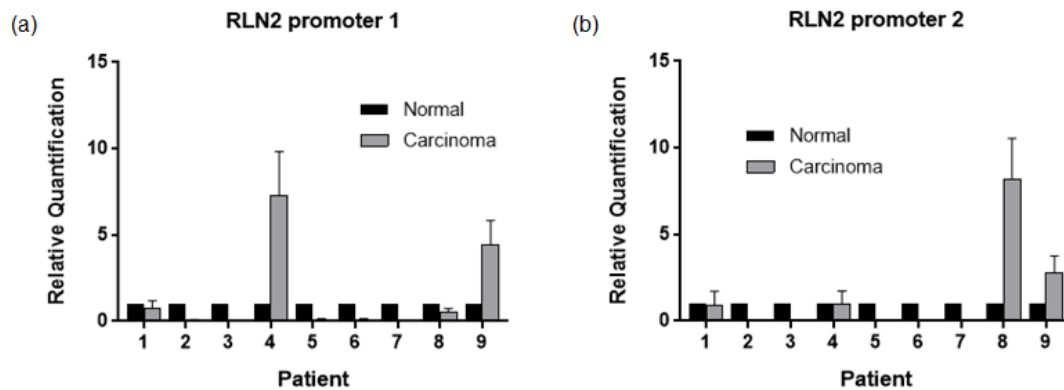 (a)
RLN2 promoter 1
15
10
5
0
Relative Quantification
Normal
Carcinoma
1 2 3 4 5 6 7 8 9
Patient
(b)
RLN2 promoter 2
15
10
5
0
Relative Quantification
Normal
Carcinoma
1 2 3 4 5 6 7 8 9
Patient